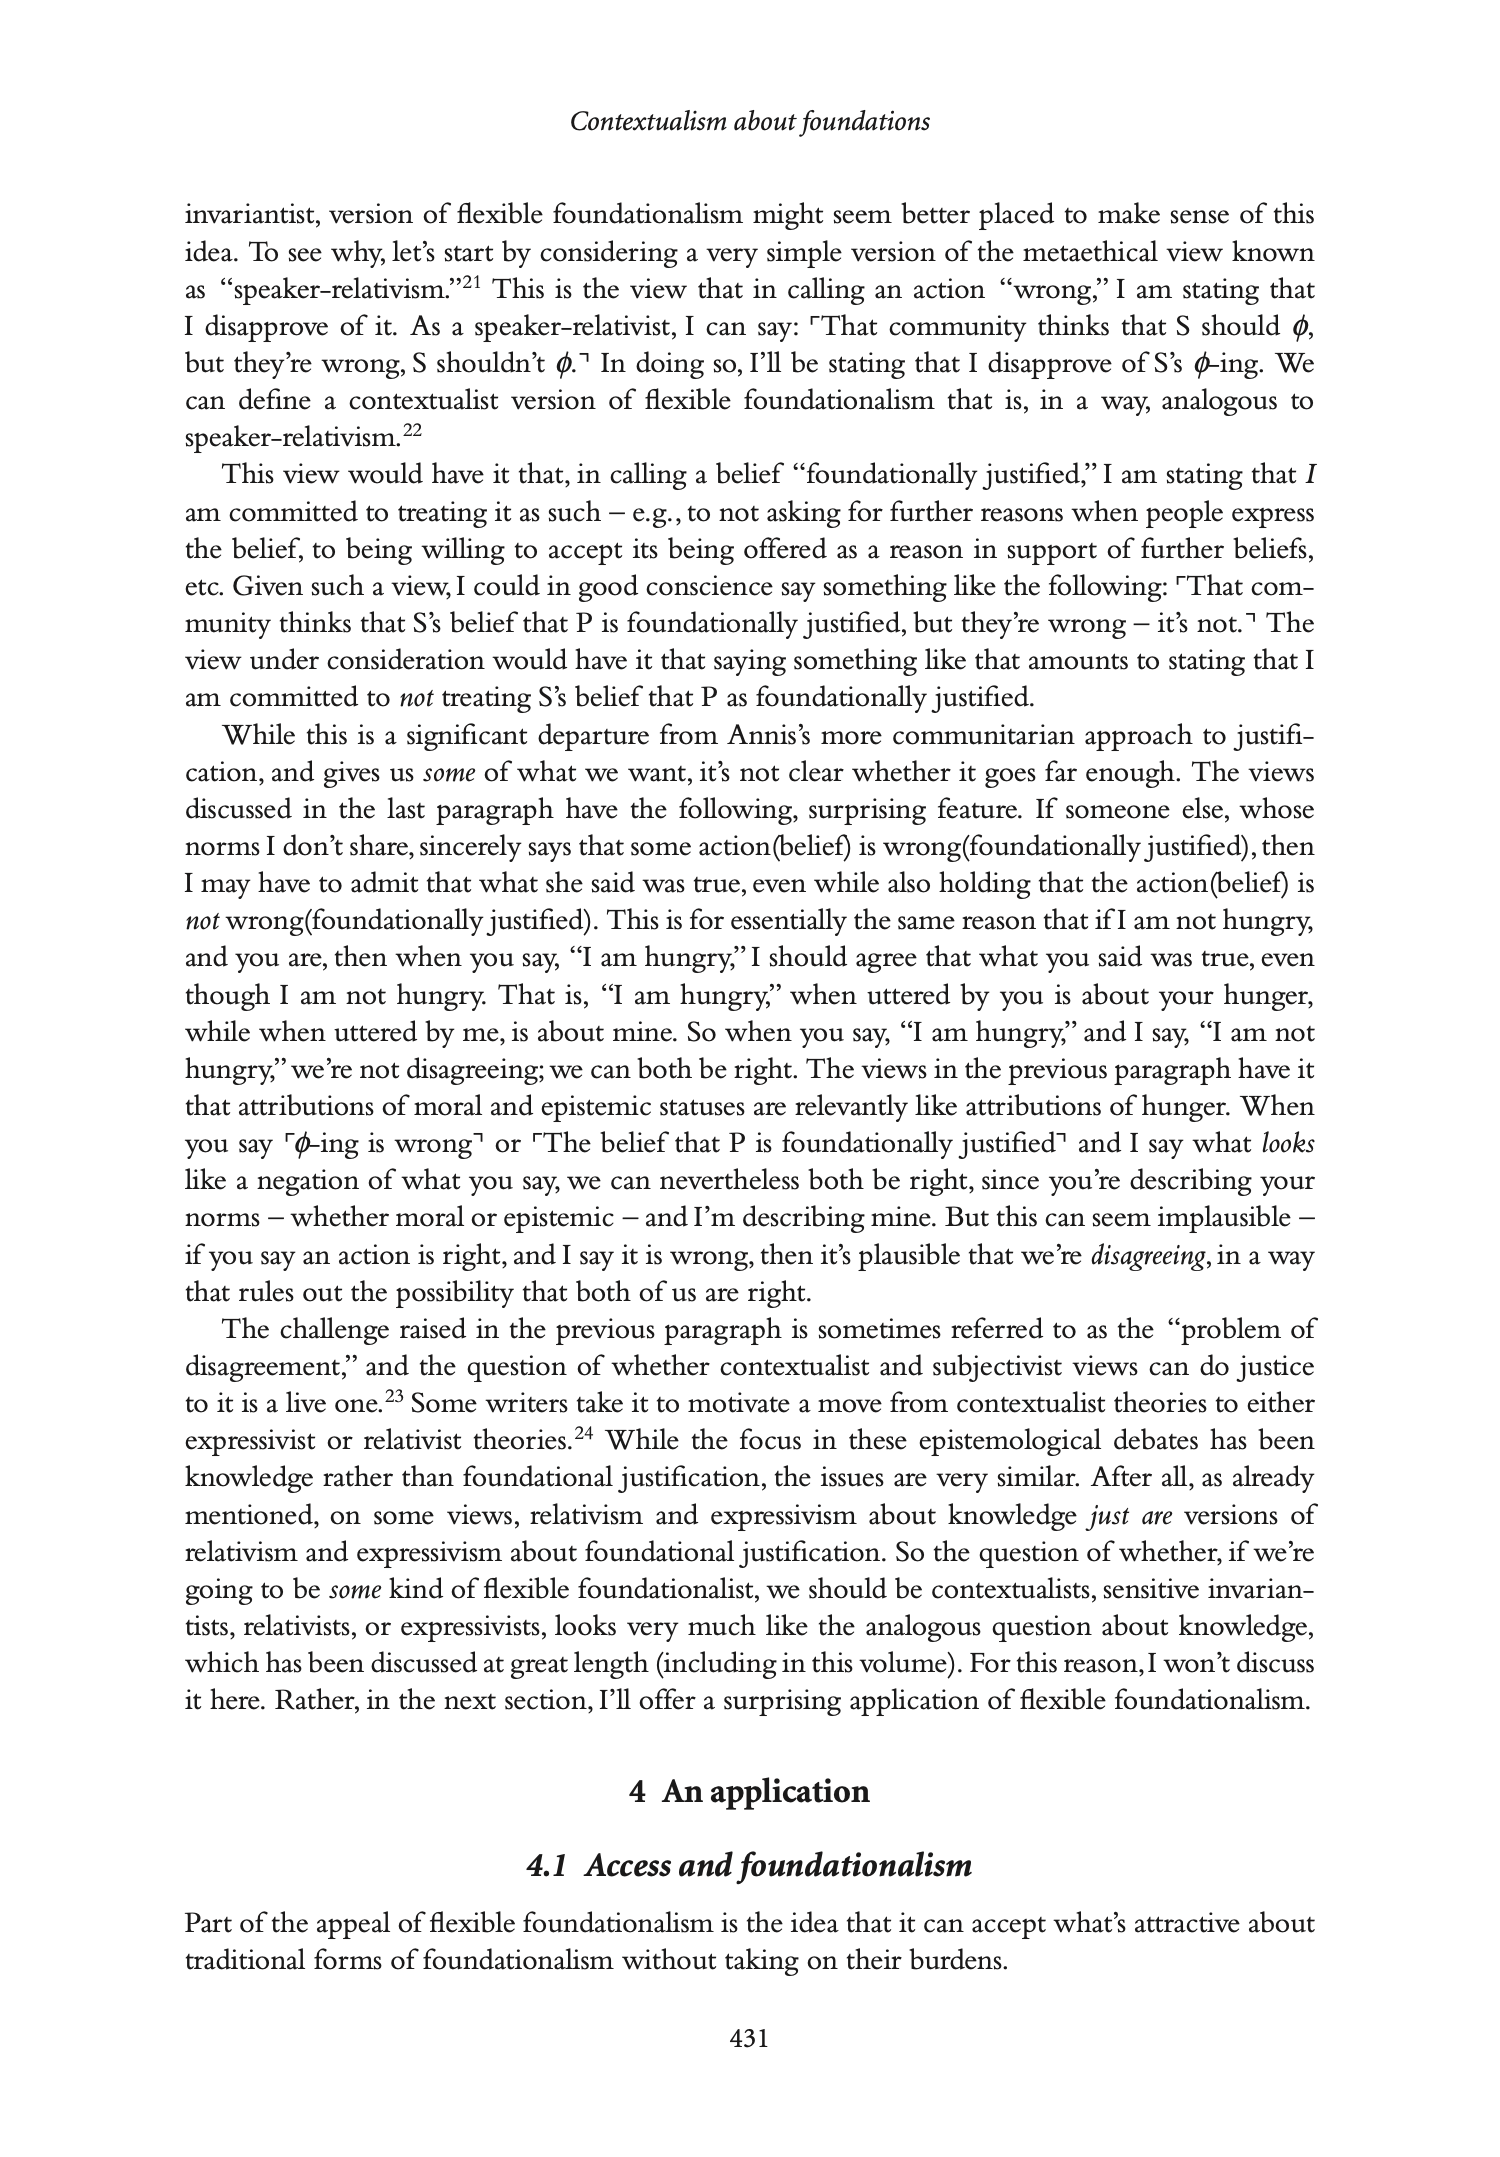 Contextualism about foundations
invariantist, version of flexible foundationalism might seem better placed to make sense of this
idea. To see why, let’s start by considering a very simple version of the metaethical view known
as “speaker-relativism.”21 This is the view that in calling an action “wrong,” I am stating that
I disapprove of it. As a speaker-relativist, I can say: ⌜That community thinks that S should ϕ,
but they’re wrong, S shouldn’t ϕ.⌝ In doing so, I’ll be stating that I disapprove of S’s ϕ-ing. We
can define a contextualist version of flexible foundationalism that is, in a way, analogous to
speaker-relativism.22
This view would have it that, in calling a belief “foundationally justified,” I am stating that I
am committed to treating it as such – e.g., to not asking for further reasons when people express
the belief, to being willing to accept its being offered as a reason in support of further beliefs,
etc. Given such a view, I could in good conscience say something like the following: ⌜That com-
munity thinks that S’s belief that P is foundationally justified, but they’re wrong – it’s not.⌝ The
view under consideration would have it that saying something like that amounts to stating that I
am committed to not treating S’s belief that P as foundationally justified.
While this is a significant departure from Annis’s more communitarian approach to justifi-
cation, and gives us some of what we want, it’s not clear whether it goes far enough. The views
discussed in the last paragraph have the following, surprising feature. If someone else, whose
norms I don’t share, sincerely says that some action(belief) is wrong(foundationally justified), then
I may have to admit that what she said was true, even while also holding that the action(belief) is
not wrong(foundationally justified). This is for essentially the same reason that if I am not hungry,
and you are, then when you say, “I am hungry,” I should agree that what you said was true, even
though I am not hungry. That is, “I am hungry,” when uttered by you is about your hunger,
while when uttered by me, is about mine. So when you say, “I am hungry,” and I say, “I am not
hungry,” we’re not disagreeing; we can both be right. The views in the previous paragraph have it
that attributions of moral and epistemic statuses are relevantly like attributions of hunger. When
you say ⌜ϕ-ing is wrong⌝ or ⌜The belief that P is foundationally justified⌝ and I say what looks
like a negation of what you say, we can nevertheless both be right, since you’re describing your
norms – whether moral or epistemic – and I’m describing mine. But this can seem implausible –
if you say an action is right, and I say it is wrong, then it’s plausible that we’re disagreeing, in a way
that rules out the possibility that both of us are right.
The challenge raised in the previous paragraph is sometimes referred to as the “problem of
disagreement,” and the question of whether contextualist and subjectivist views can do justice
to it is a live one.23 Some writers take it to motivate a move from contextualist theories to either
expressivist or relativist theories.24 While the focus in these epistemological debates has been
knowledge rather than foundational justification, the issues are very similar. After all, as already
mentioned, on some views, relativism and expressivism about knowledge just are versions of
relativism and expressivism about foundational justification. So the question of whether, if we’re
going to be some kind of flexible foundationalist, we should be contextualists, sensitive invarian-
tists, relativists, or expressivists, looks very much like the analogous question about knowledge,
which has been discussed at great length (including in this volume). For this reason, I won’t discuss
it here. Rather, in the next section, I’ll offer a surprising application of flexible foundationalism.
4 An application
4.1 Access and foundationalism
Part of the appeal of flexible foundationalism is the idea that it can accept what’s attractive about
traditional forms of foundationalism without taking on their burdens.
431